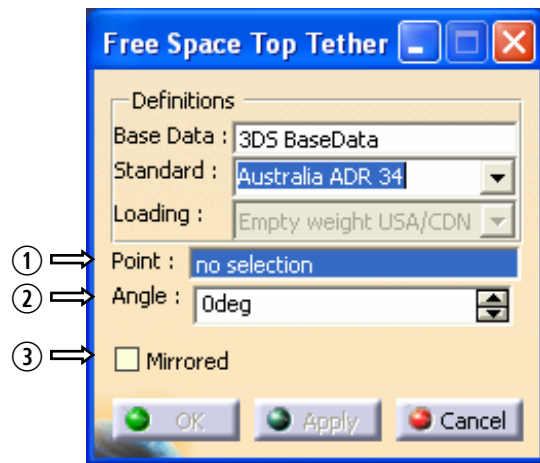 Free Space Top Tether
Definitions
Base Data : 3DS BaseData
Standard : Australia ADR 34
Loading : Empty weight USA/CDN
① Point : no selection
② Angle : 0deg
③ Mirrored
OK Apply Cancel